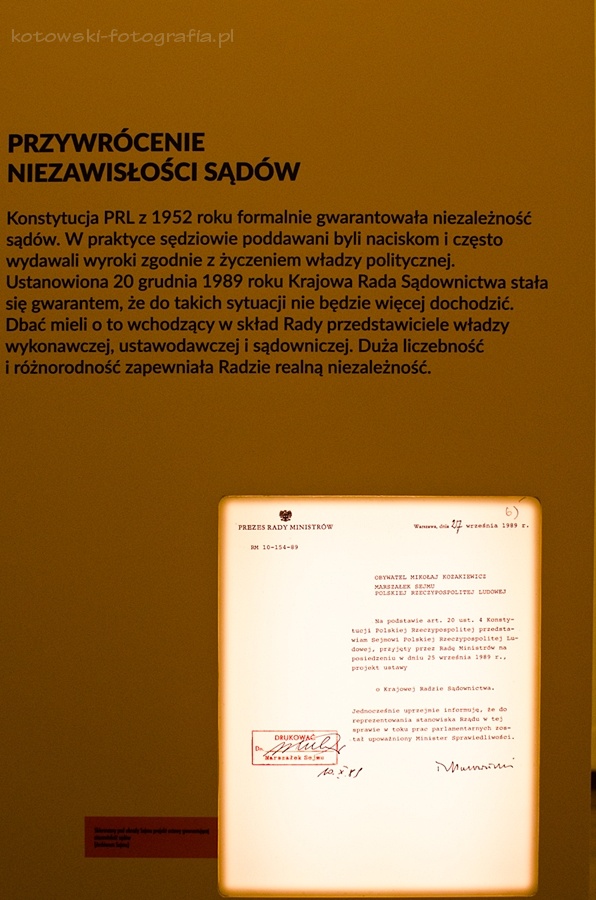 kotowski-fotografia.pl
PRZYWRÓCENIE
NIEZAWISŁOŚCI SĄDÓW
Konstytucja PRL z 1952 roku formalnie gwarantowała niezależność
sądów. W praktyce sędziowie poddawani byli naciskom i często
wydawali wyroki zgodnie z życzeniem władzy politycznej.
Ustanowiona 20 grudnia 1989 roku Krajowa Rada Sądownictwa stała
się gwarantem, że do takich sytuacji nie będzie więcej dochodzić.
Dbać mieli o to wchodzący w skład Rady przedstawiciele władzy
wykonawczej, ustawodawczej i sądowniczej. Duża liczebność
i różnorodność zapewniała Radzie realną niezależność.
6)
PREZES RADY MINISTRÓW
Warszawa, dnia 27 września 1989 r.
RM 10-154-89
OBYWATEL MIKOŁAJ KOZAKIEWICZ
MARSZAŁEK SEJMU
POLSKIEJ RZECZYPOSPOLITEJ LUDOWEJ
Na podstawie art. 20 ust. 4 Konsty-
tucji Polskiej Rzeczypospolitej przedsta-
wiam Sejmowi Polskiej Rzeczypospolitej Lu-
dowej, przyjęty przez Radę Ministrów na
posiedzeniu w dniu 25 września 1989 r.,
projekt ustawy
o Krajowej Radzie Sądownictwa.
Jednocześnie uprzejmie informuję, że do
reprezentowania stanowiska Rządu w tej
sprawie w toku prac parlamentarnych zos-
tał upoważniony Minister Sprawiedliwości.
DRUKOWAĆ
Dn.
Marszałek Sejmu
10.X.89